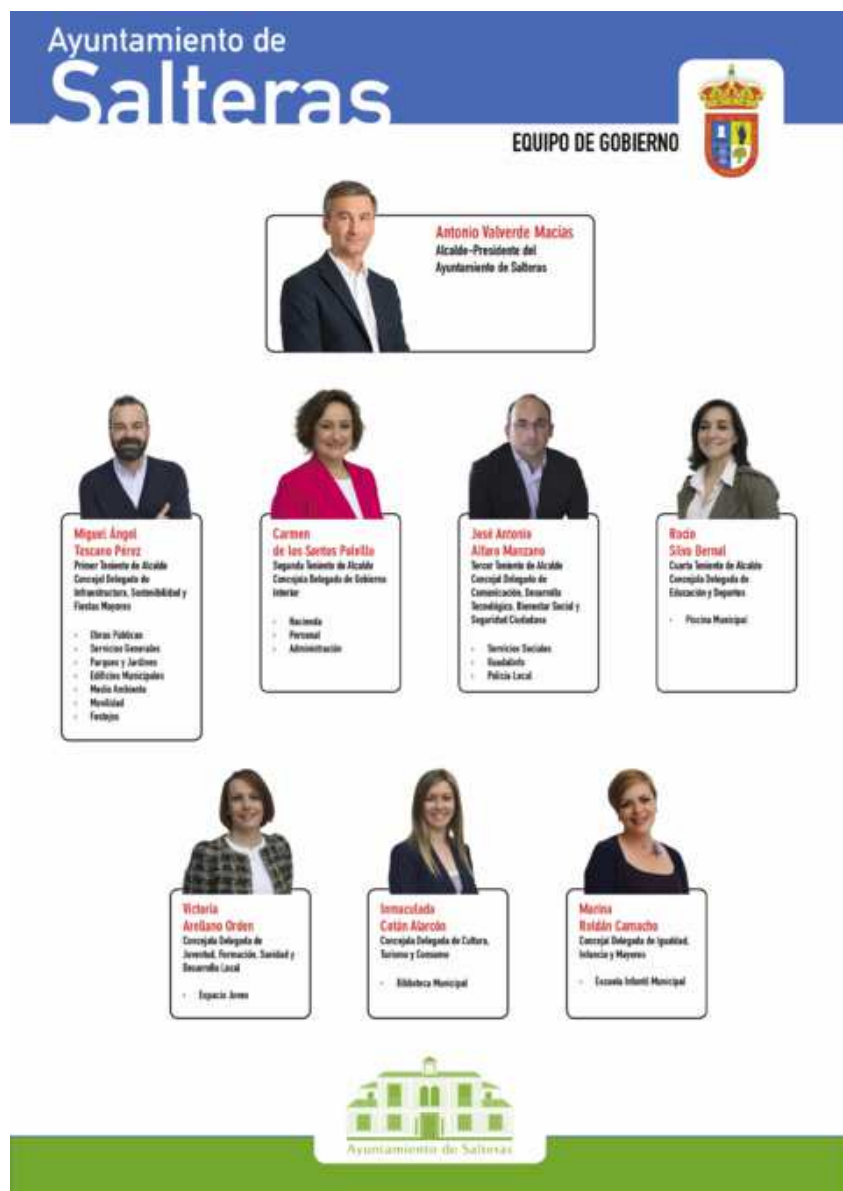 Ayuntamiento de
Salteras
EQUIPO DE GOBIERNO
Antonio Valverde Macías
Alcalde-Presidente del
Ayuntamiento de Salteras
Miguel Ángel
Toscano Pérez
Primer Teniente de Alcalde
Concejal Delegado de
Infraestructura, Sostenibilidad y
Fiestas Mayores
- Obras Públicas
- Servicios Generales
- Parques y Jardines
- Edificios Municipales
- Medio Ambiente
- Movilidad
- Festejos
Carmen
de los Santos Polvillo
Segunda Teniente de Alcalde
Concejala Delegada de Gobierno
Interior
- Hacienda
- Personal
- Administración
José Antonio
Alfaro Manzano
Tercer Teniente de Alcalde
Concejal Delegado de
Comunicación, Desarrollo
Tecnológico, Bienestar Social y
Seguridad Ciudadana
- Servicios Sociales
- Guadalinfo
- Policía Local
Rocío
Silva Bernal
Cuarta Teniente de Alcalde
Concejala Delegada de
Educación y Deportes
- Piscina Municipal
Victoria
Arellano Orden
Concejala Delegada de
Juventud, Formación, Sanidad y
Desarrollo Local
- Espacio Joven
Inmaculada
Cotán Alarcón
Concejala Delegada de Cultura,
Turismo y Consumo
- Biblioteca Municipal
Marina
Roldán Camacho
Concejal Delegada de Igualdad,
Infancia y Mayores
- Escuela Infantil Municipal
Ayuntamiento de Salteras